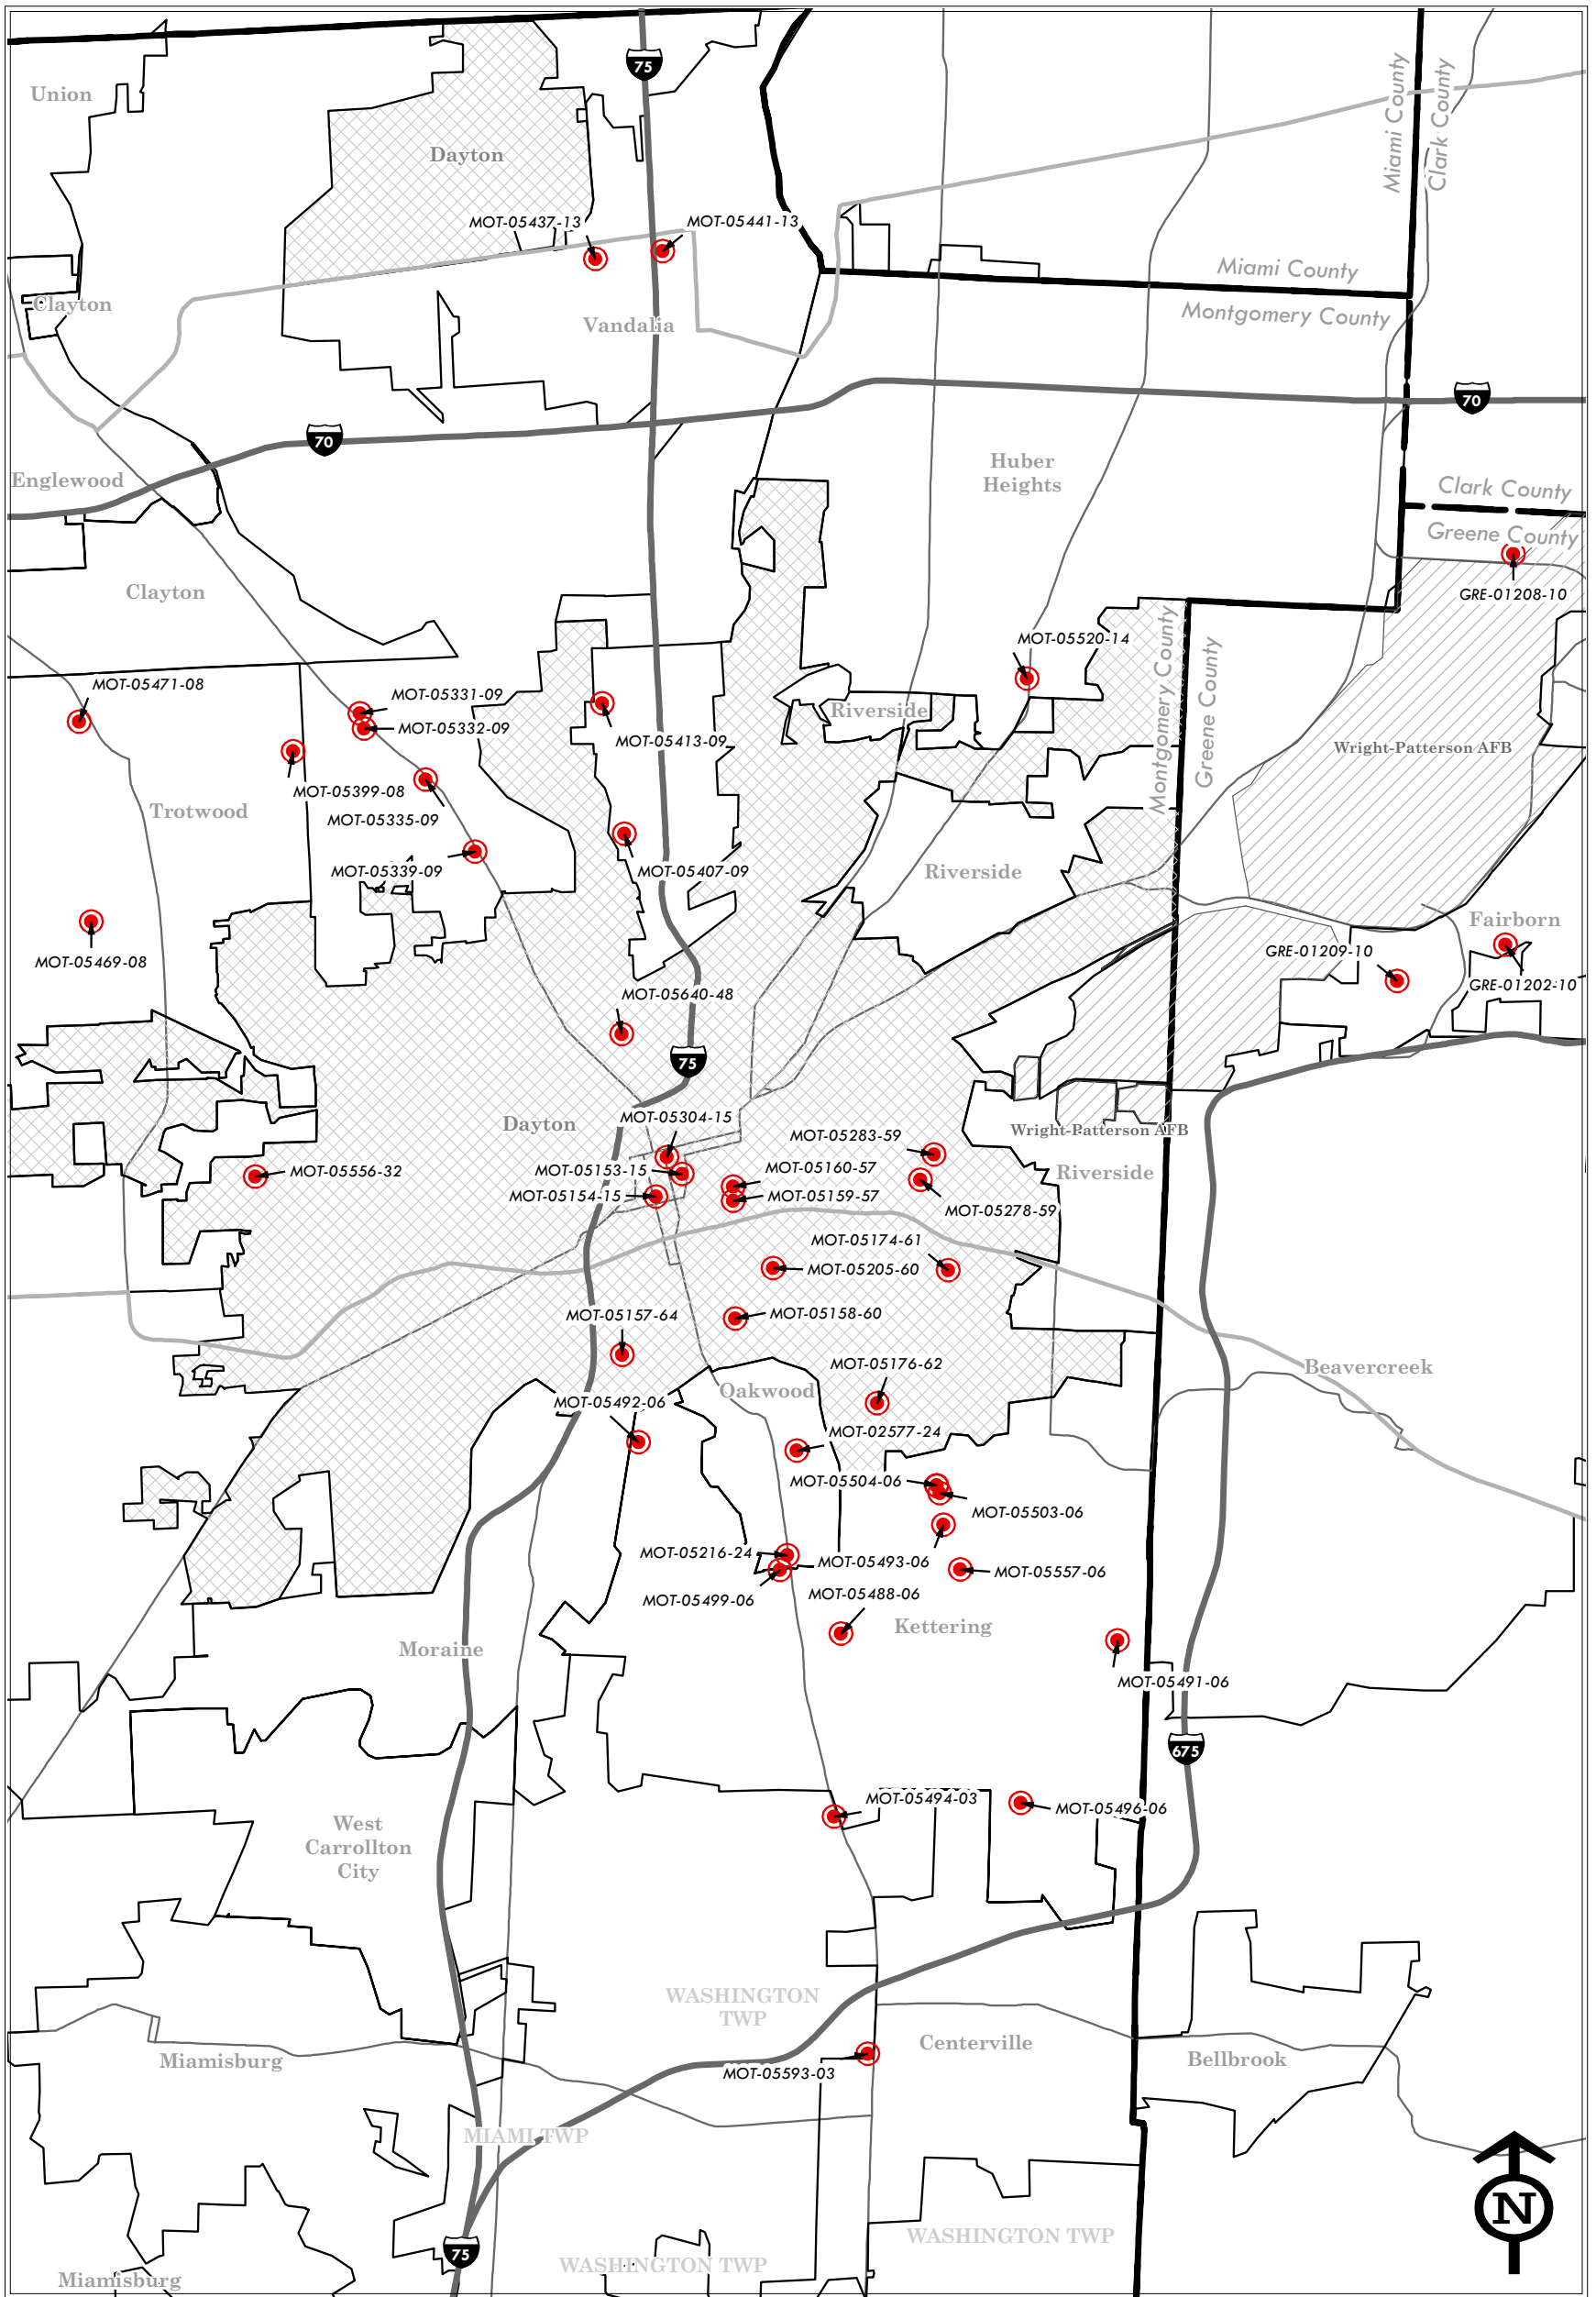 75
Miami County
Clark County
Union
Dayton
MOT-05437-13
MOT-05441-13
Miami County
Montgomery County
Clayton
Vandalia
70
70
Huber
Heights
Englewood
Clark County
Greene County
Clayton
GRE-01208-10
Montgomery County
Greene County
MOT-05520-14
MOT-05471-08
MOT-05331-09
MOT-05332-09
Riverside
MOT-05413-09
Wright-Patterson AFB
MOT-05399-08
Trotwood
MOT-05335-09
MOT-05339-09
MOT-05407-09
Riverside
Fairborn
MOT-05469-08
GRE-01209-10
GRE-01202-10
MOT-05640-48
75
MOT-05304-15
Dayton
MOT-05283-59
Wright-Patterson AFB
MOT-05556-32
MOT-05153-15
MOT-05160-57
Riverside
MOT-05154-15
MOT-05159-57
MOT-05278-59
MOT-05174-61
MOT-05205-60
MOT-05157-64
MOT-05158-60
MOT-05176-62
Beavercreek
Oakwood
MOT-05492-06
MOT-02577-24
MOT-05504-06
MOT-05503-06
MOT-05216-24
MOT-05493-06
MOT-05557-06
MOT-05499-06
MOT-05488-06
Kettering
Moraine
MOT-05491-06
675
MOT-05494-03
MOT-05496-06
West
Carrollton
City
WASHINGTON
TWP
Centerville
Miamisburg
Bellbrook
MOT-05593-03
MIAMI TWP
N
WASHINGTON TWP
75
WASHINGTON TWP
Miamisburg